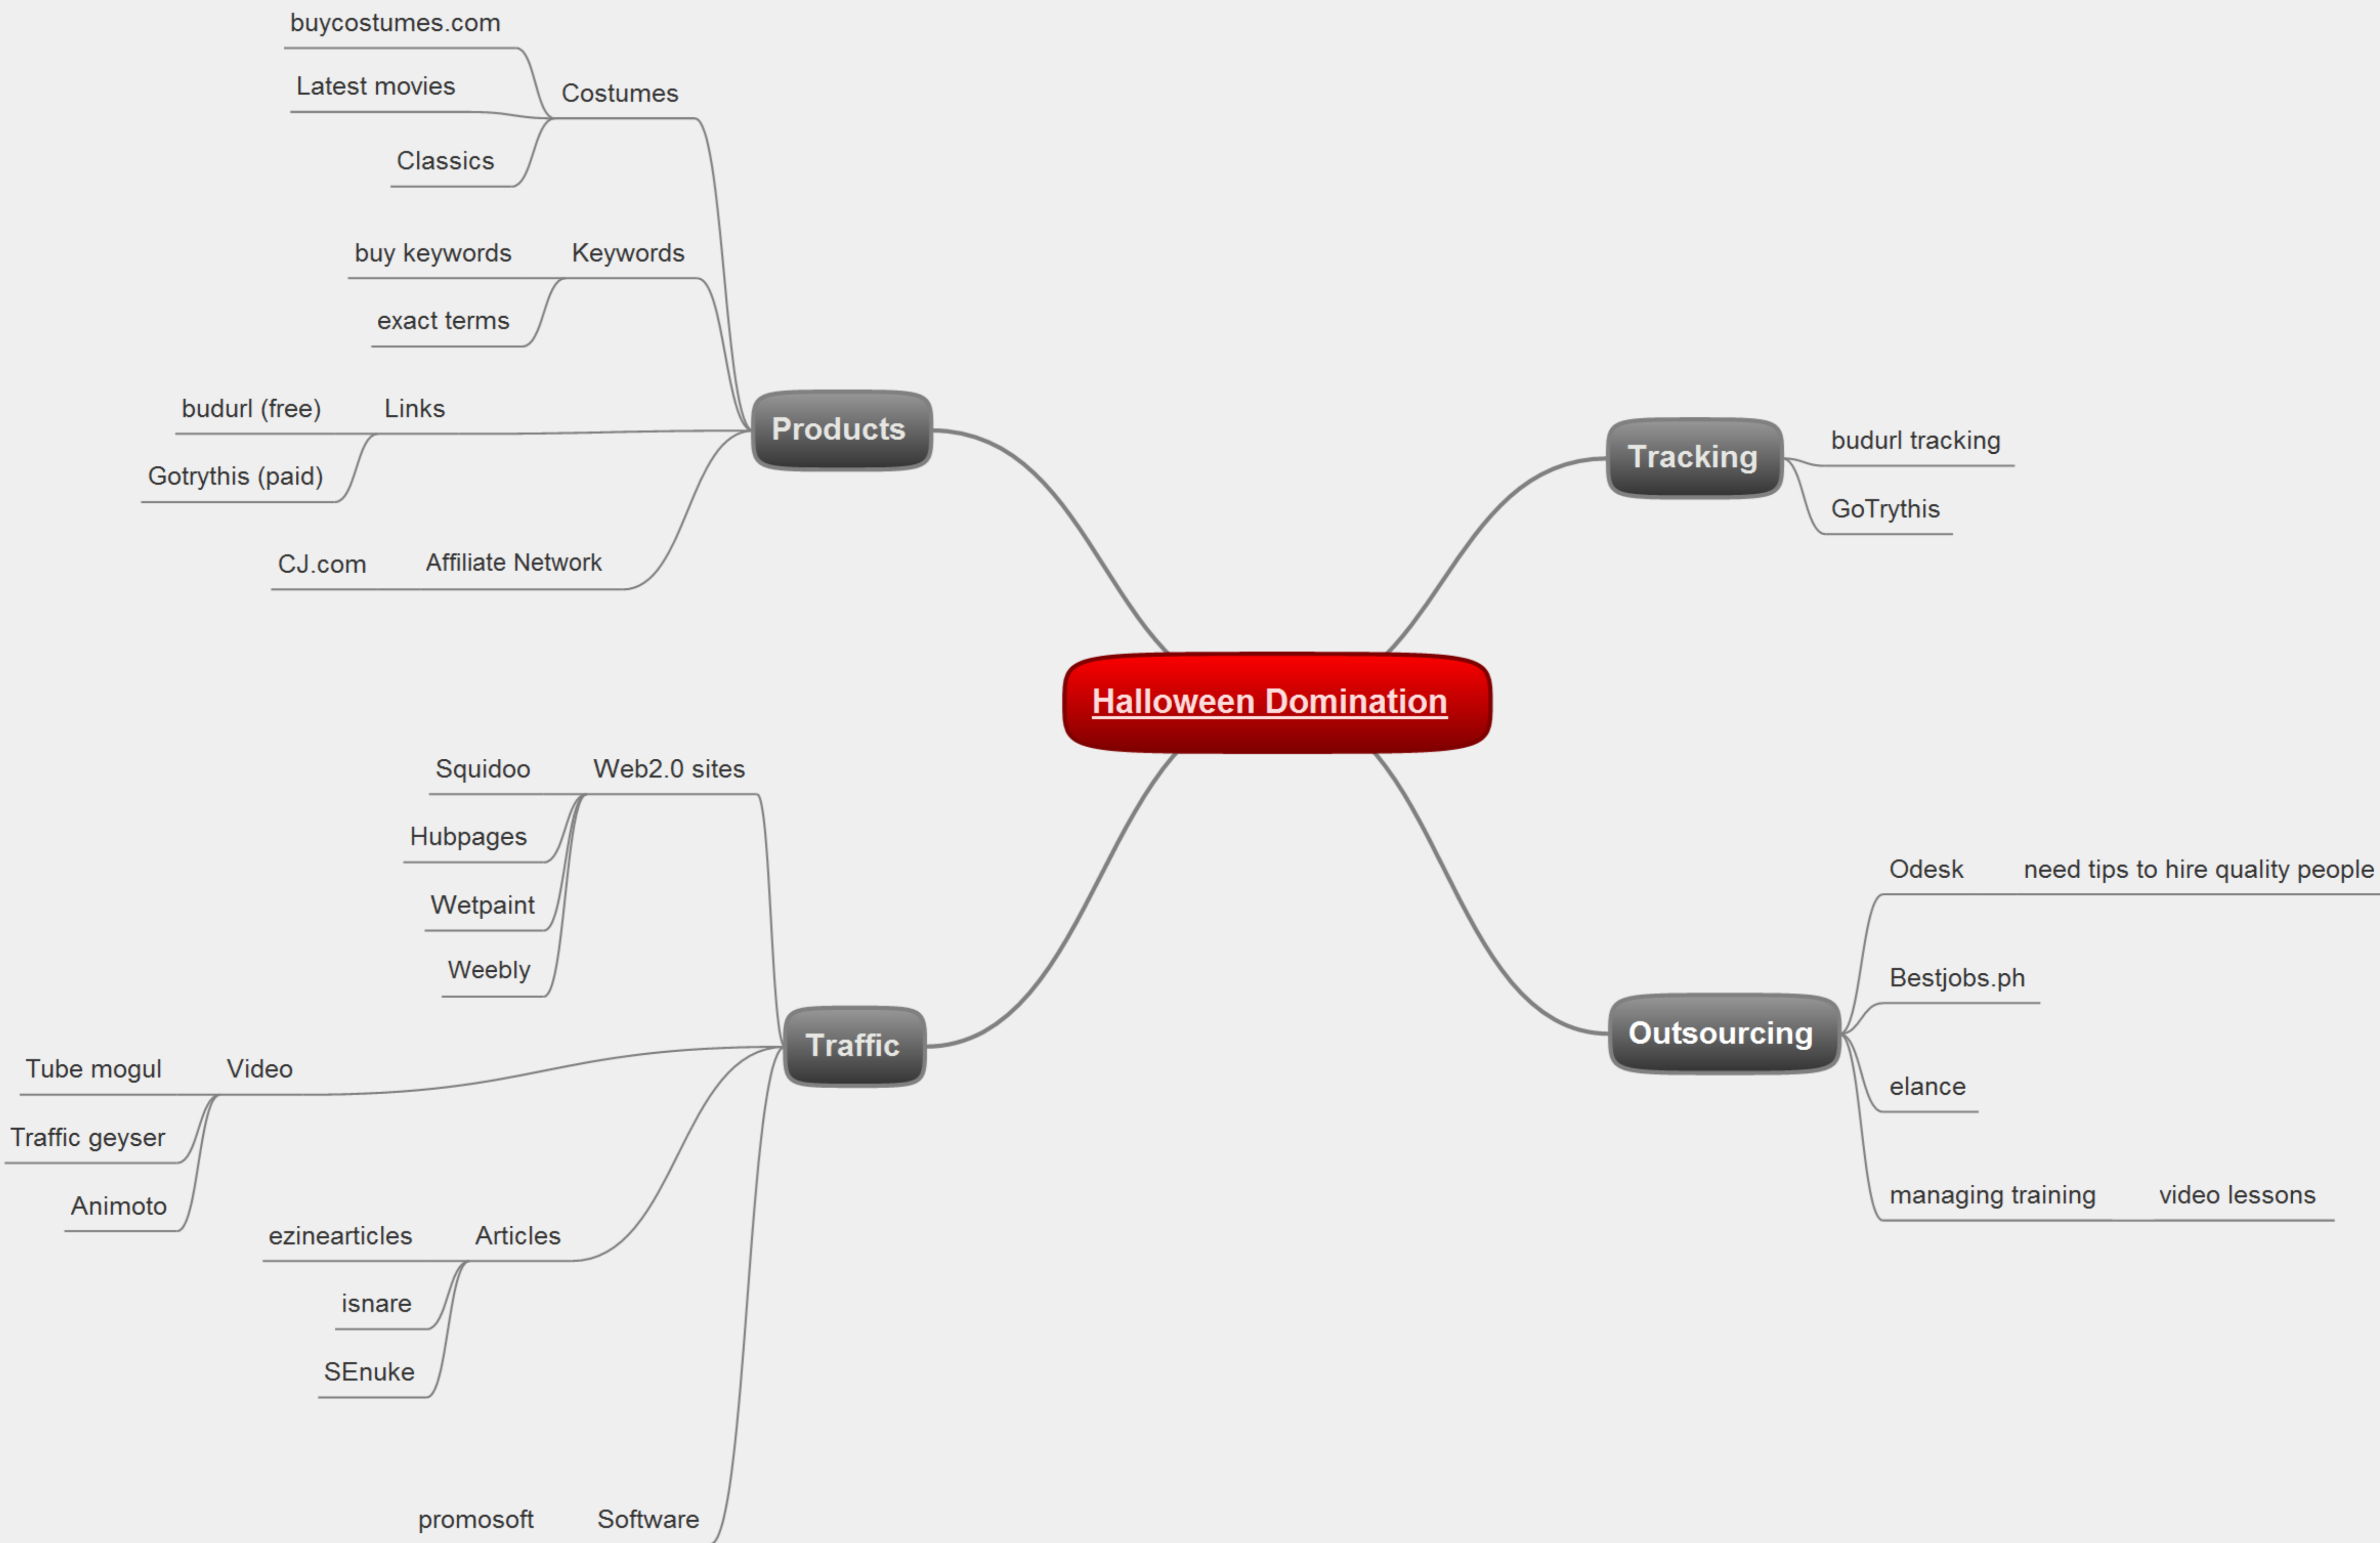 buycostumes.com
Latest movies
Costumes
Classics
buy keywords
Keywords
exact terms
budurl (free)
Links
Gotrythis (paid)
Products
CJ.com
Affiliate Network
Tracking
budurl tracking
GoTrythis
Halloween Domination
Squidoo
Web2.0 sites
Hubpages
Wetpaint
Weebly
Traffic
Tube mogul
Video
Traffic geyser
Animoto
ezinearticles
Articles
isnare
SEnuke
promosoft
Software
Odesk
need tips to hire quality people
Bestjobs.ph
Outsourcing
elance
managing training
video lessons